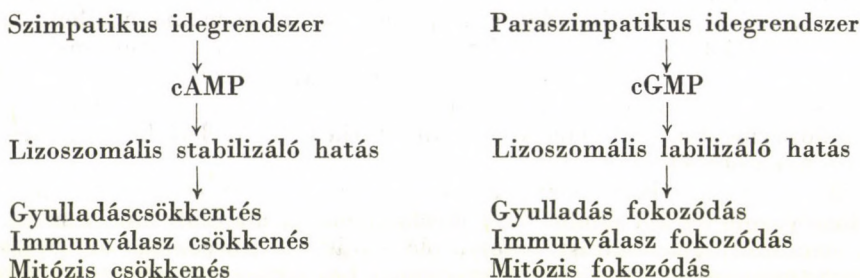 Szimpatikus idegrendszer
cAMP
Lizoszomális stabilizáló hatás
Gyulladáscsökkentés
Immunválasz csökkenés
Mitózis csökkenés
Paraszimpatikus idegrendszer
cGMP
Lizoszomális labilizáló hatás
Gyulladás fokozódás
Immunválasz fokozódás
Mitózis fokozódás